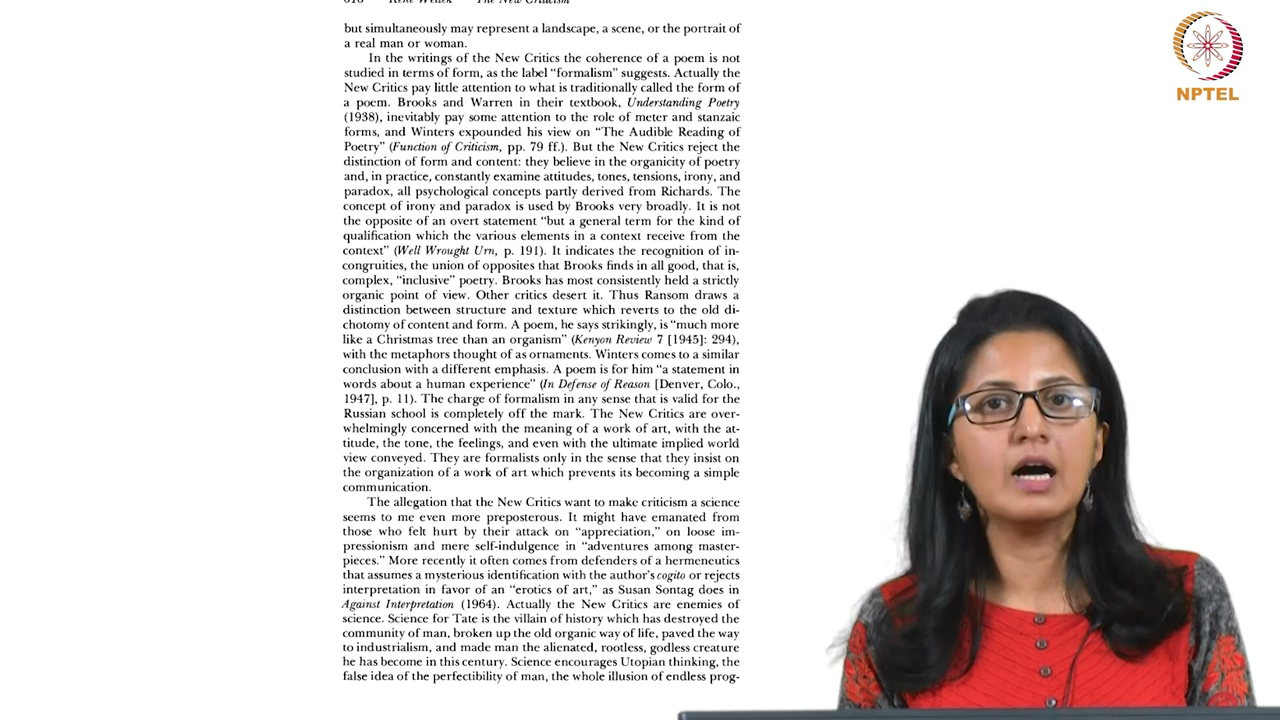 but simultaneously may represent a landscape, a scene, or the portrait of
a real man or woman.
In the writings of the New Critics the coherence of a poem is not
studied in terms of form, as the label “formalism” suggests. Actually the
New Critics pay little attention to what is traditionally called the form of
a poem. Brooks and Warren in their textbook, Understanding Poetry
(1938), inevitably pay some attention to the role of meter and stanzaic
forms, and Winters expounded his view on “The Audible Reading of
Poetry” (Function of Criticism, pp. 79 ff.). But the New Critics reject the
distinction of form and content: they believe in the organicity of poetry
and, in practice, constantly examine attitudes, tones, tensions, irony, and
paradox, all psychological concepts partly derived from Richards. The
concept of irony and paradox is used by Brooks very broadly. It is not
the opposite of an overt statement “but a general term for the kind of
qualification which the various elements in a context receive from the
context” (Well Wrought Urn, p. 191). It indicates the recognition of in-
congruities, the union of opposites that Brooks finds in all good, that is,
complex, “inclusive” poetry. Brooks has most consistently held a strictly
organic point of view. Other critics desert it. Thus Ransom draws a
distinction between structure and texture which reverts to the old di-
chotomy of content and form. A poem, he says strikingly, is “much more
like a Christmas tree than an organism” (Kenyon Review 7 [1945]: 294),
with the metaphors thought of as ornaments. Winters comes to a similar
conclusion with a different emphasis. A poem is for him “a statement in
words about a human experience” (In Defense of Reason [Denver, Colo.,
1947], p. 11). The charge of formalism in any sense that is valid for the
Russian school is completely off the mark. The New Critics are over-
whelmingly concerned with the meaning of a work of art, with the at-
titude, the tone, the feelings, and even with the ultimate implied world
view conveyed. They are formalists only in the sense that they insist on
the organization of a work of art which prevents its becoming a simple
communication.
The allegation that the New Critics want to make criticism a science
seems to me even more preposterous. It might have emanated from
those who felt hurt by their attack on “appreciation,” on loose im-
pressionism and mere self-indulgence in “adventures among master-
pieces.” More recently it often comes from defenders of a hermeneutics
that assumes a mysterious identification with the author's cogito or rejects
interpretation in favor of an “erotics of art,” as Susan Sontag does in
Against Interpretation (1964). Actually the New Critics are enemies of
science. Science for Tate is the villain of history which has destroyed the
community of man, broken up the old organic way of life, paved the way
to industrialism, and made man the alienated, rootless, godless creature
he has become in this century. Science encourages Utopian thinking, the
false idea of the perfectibility of man, the whole illusion of endless prog-
NPTEL